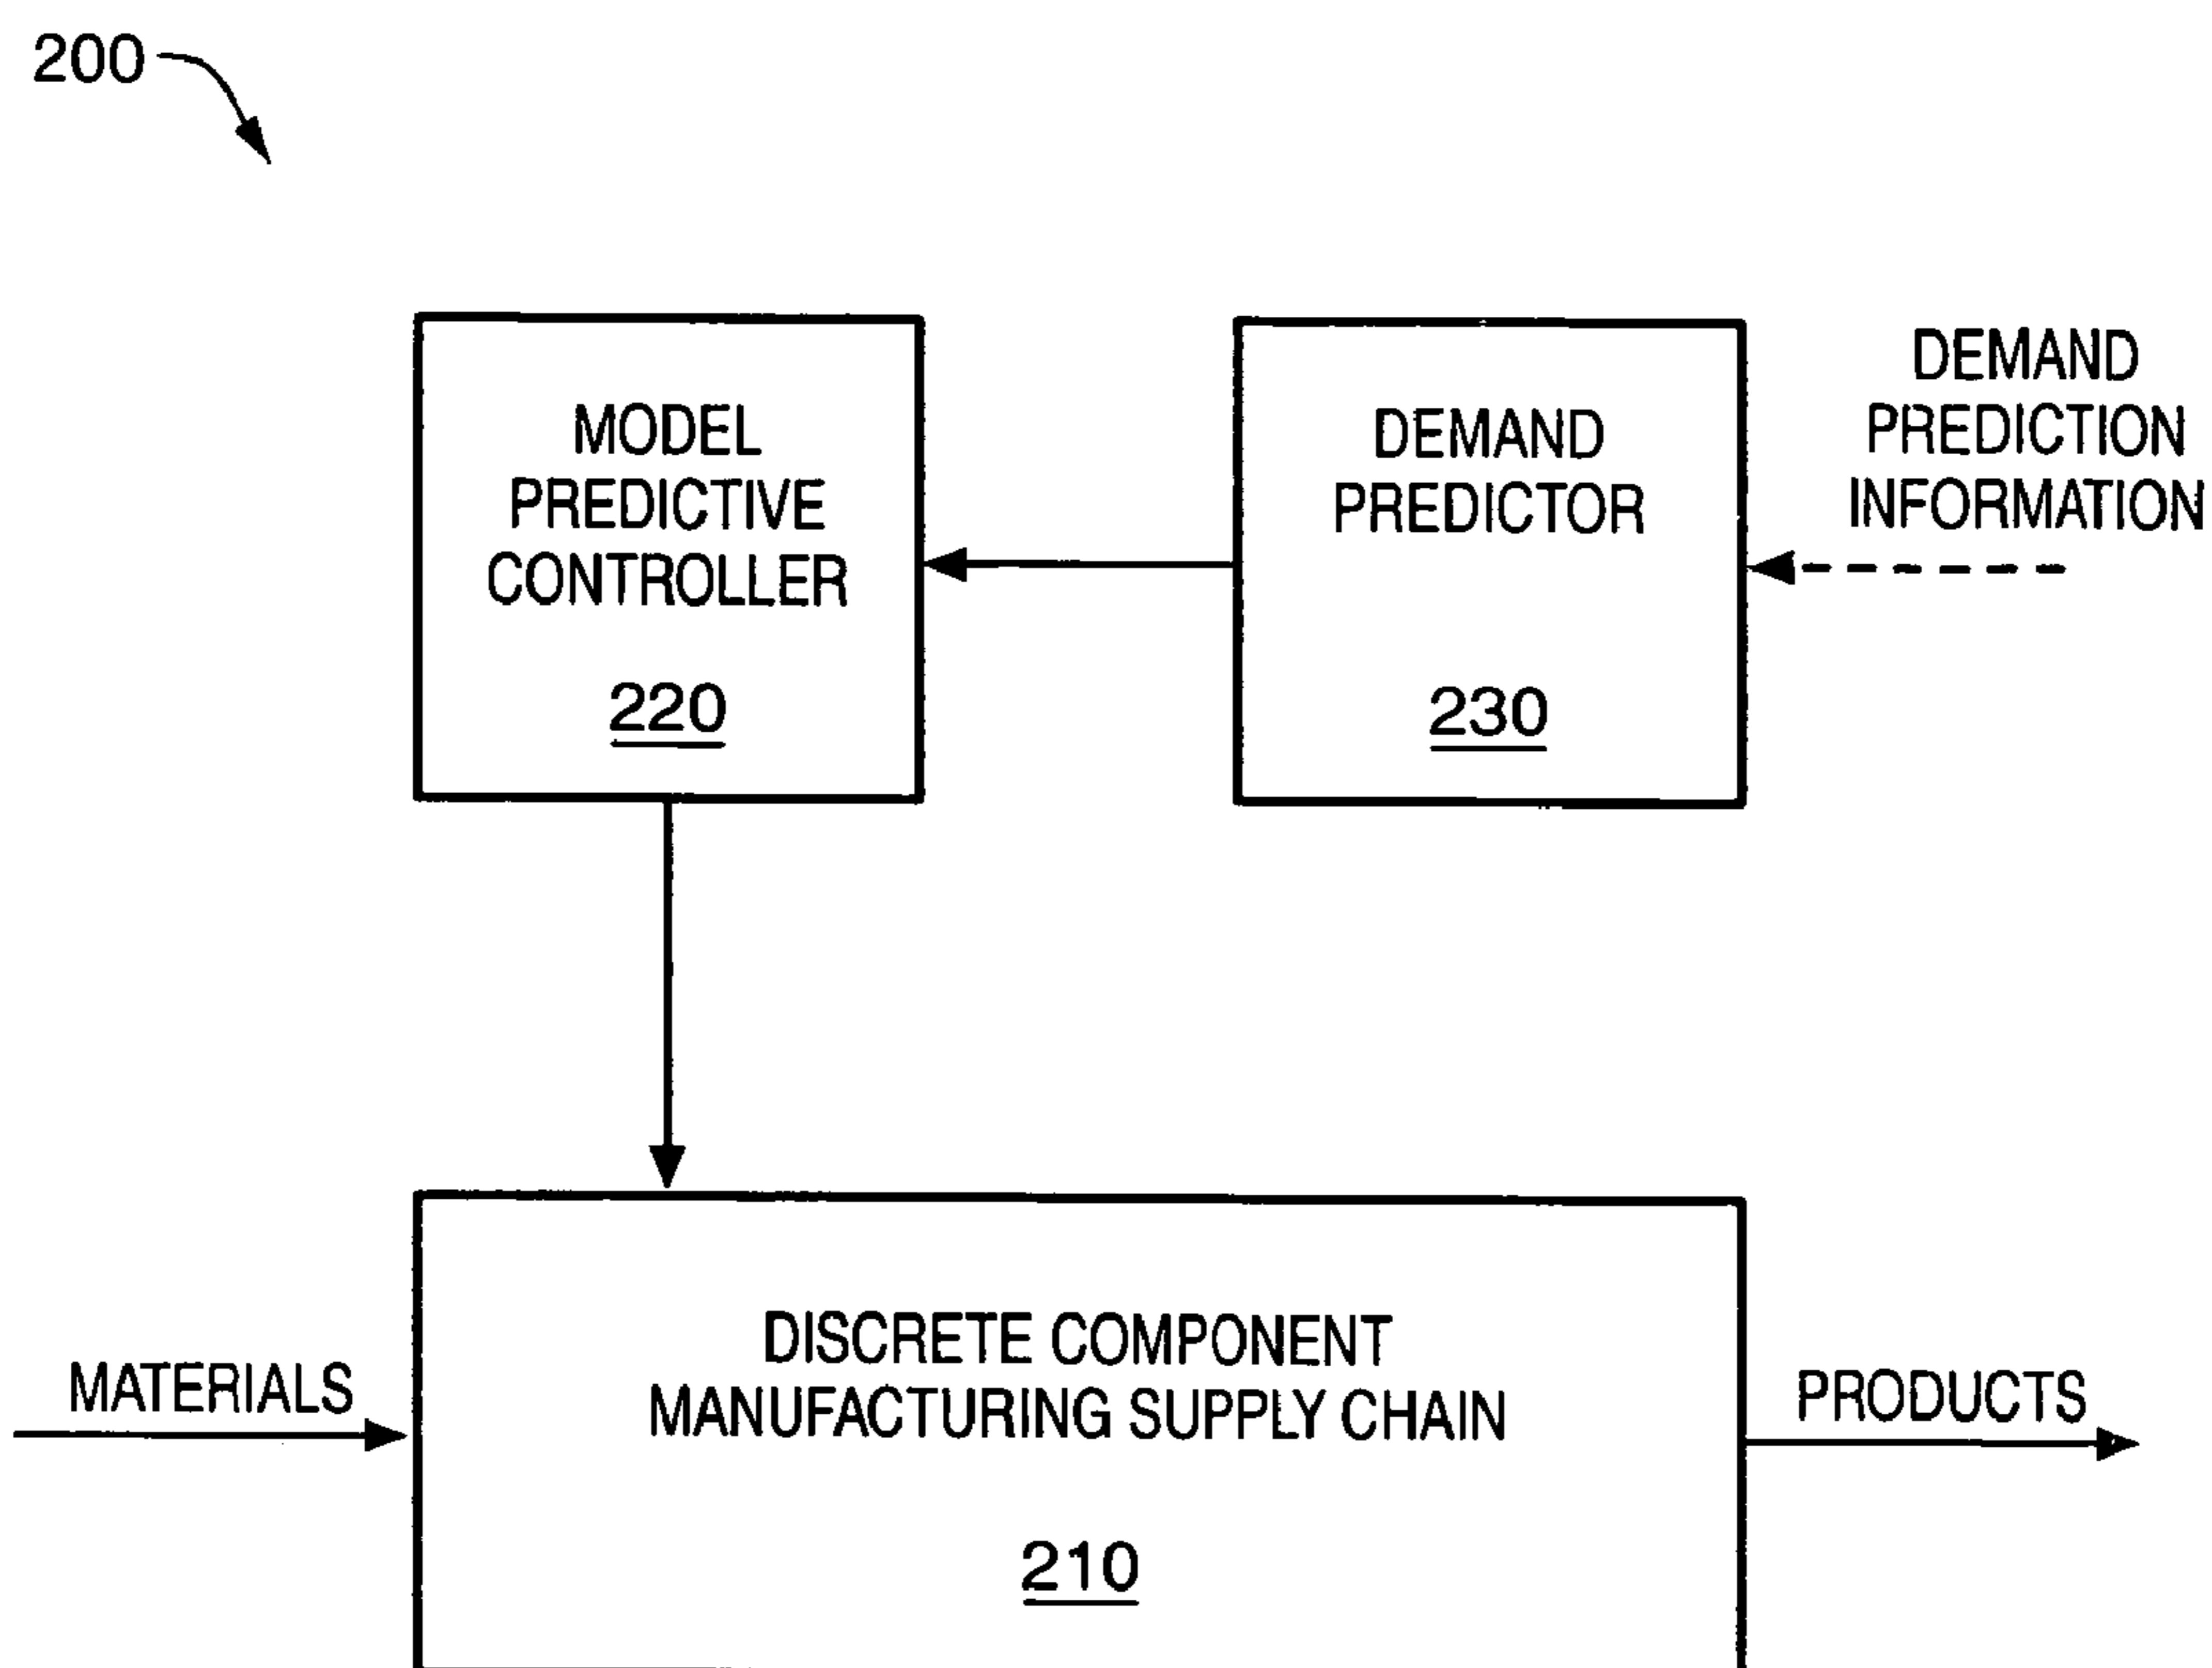 200
MODEL
PREDICTIVE
CONTROLLER
220
DEMAND
PREDICTOR
230
DEMAND
PREDICTION
INFORMATION
MATERIALS
DISCRETE COMPONENT
MANUFACTURING SUPPLY CHAIN
210
PRODUCTS